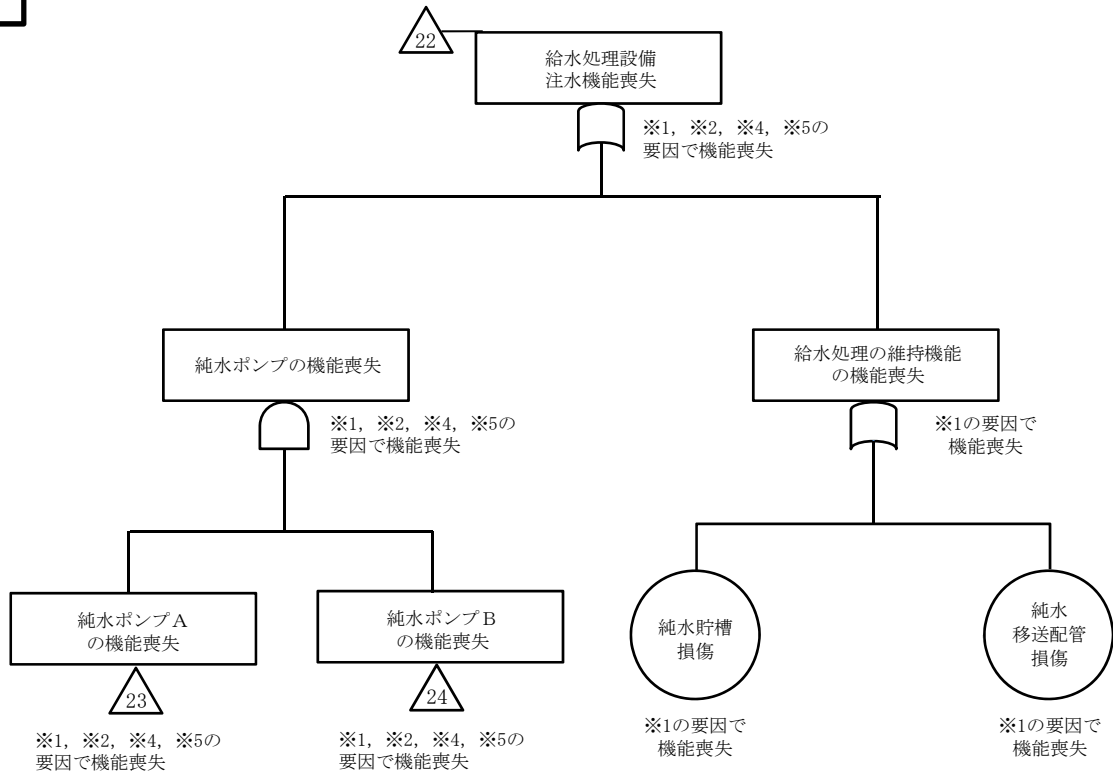 22
給水処理設備
注水機能喪失
※1, ※2, ※4, ※5の
要因で機能喪失
純水ポンプの機能喪失
※1, ※2, ※4, ※5の
要因で機能喪失
給水処理の維持機能
の機能喪失
※1の要因で
機能喪失
純水ポンプA
の機能喪失
23
※1, ※2, ※4, ※5の
要因で機能喪失
純水ポンプB
の機能喪失
24
※1, ※2, ※4, ※5の
要因で機能喪失
純水貯槽
損傷
※1の要因で
機能喪失
純水
移送配管
損傷
※1の要因で
機能喪失